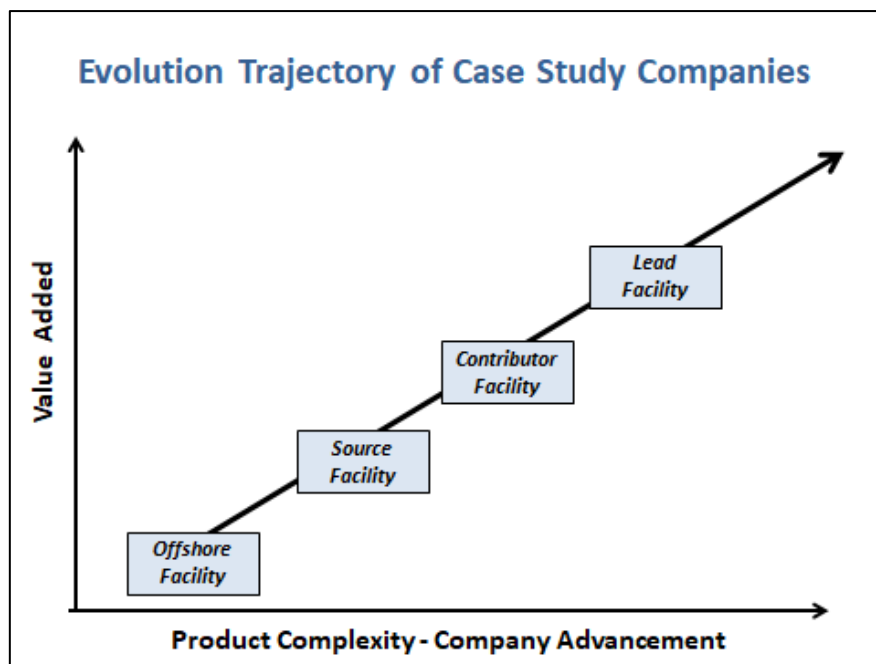 Evolution Trajectory of Case Study Companies
Value Added
Lead
Facility
Contributor
Facility
Source
Facility
Offshore
Facility
Product Complexity - Company Advancement